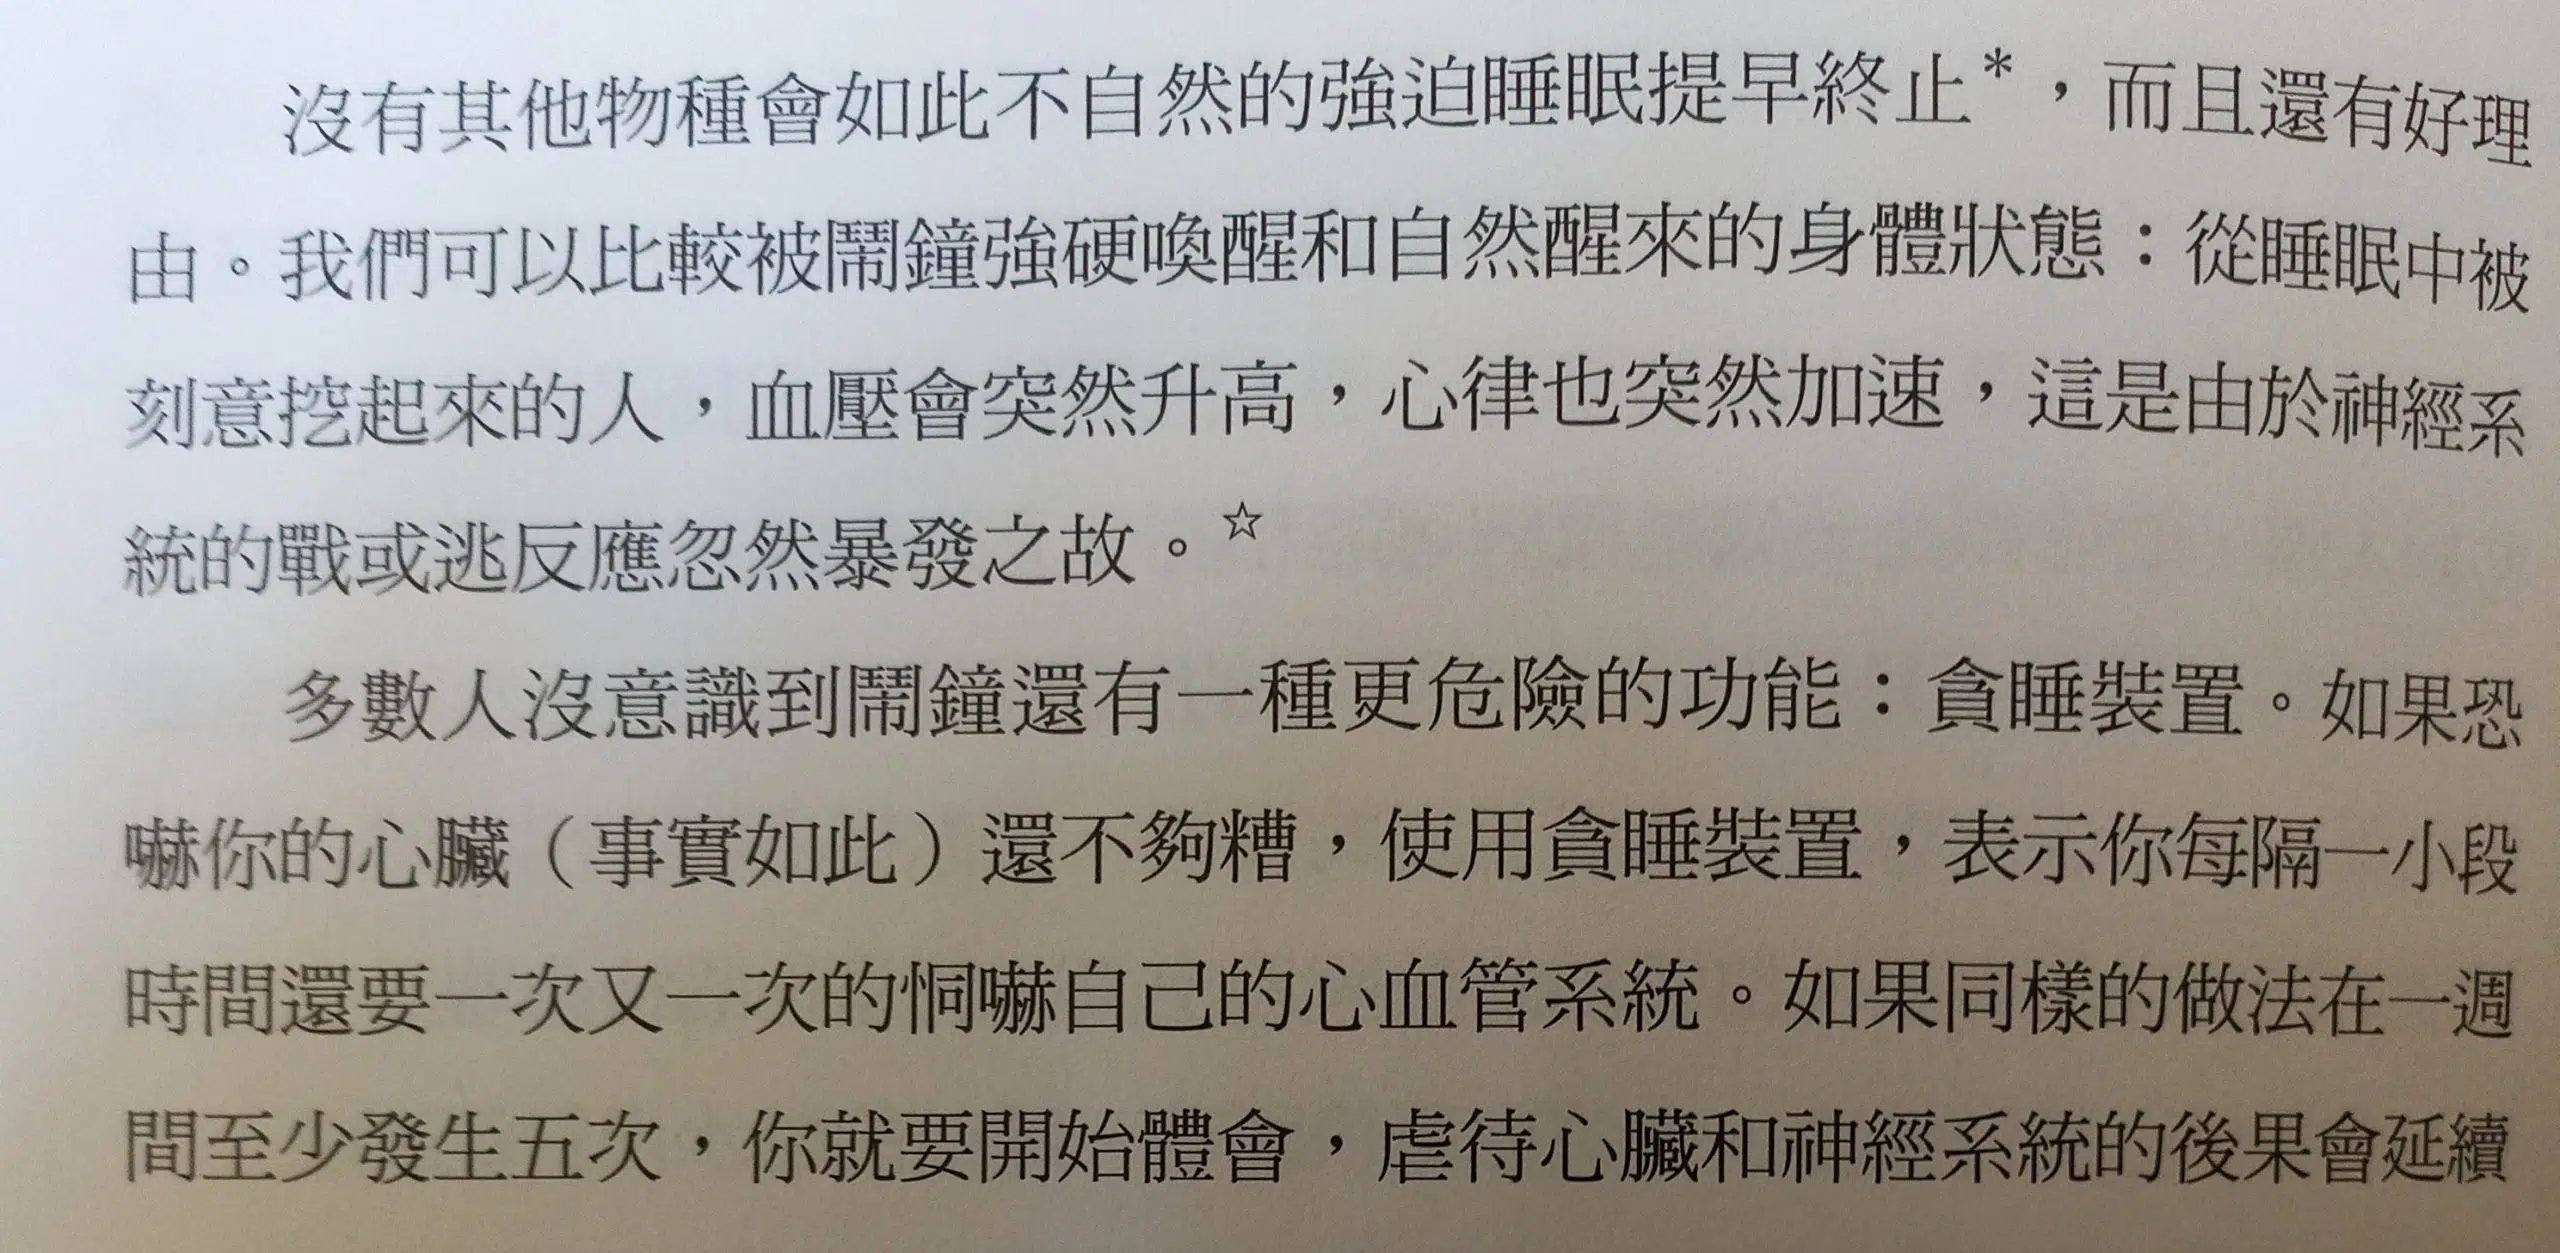 沒有其他物種會如此不自然的強迫睡眠提早終止*，而且還有好理
由。我們可以比較被鬧鐘強硬喚醒和自然醒來的身體狀態：從睡眠中被
刻意挖起來的人，血壓會突然升高，心律也突然加速，這是由於神經系
統的戰或逃反應忽然暴發之故。☆
多數人沒意識到鬧鐘還有一種更危險的功能：貪睡裝置。如果恐
嚇你的心臟（事實如此）還不夠糟，使用貪睡裝置，表示你每隔一小段
時間還要一次又一次的恫嚇自己的心血管系統。如果同樣的做法在一週
間至少發生五次，你就要開始體會，虐待心臟和神經系統的後果會延續